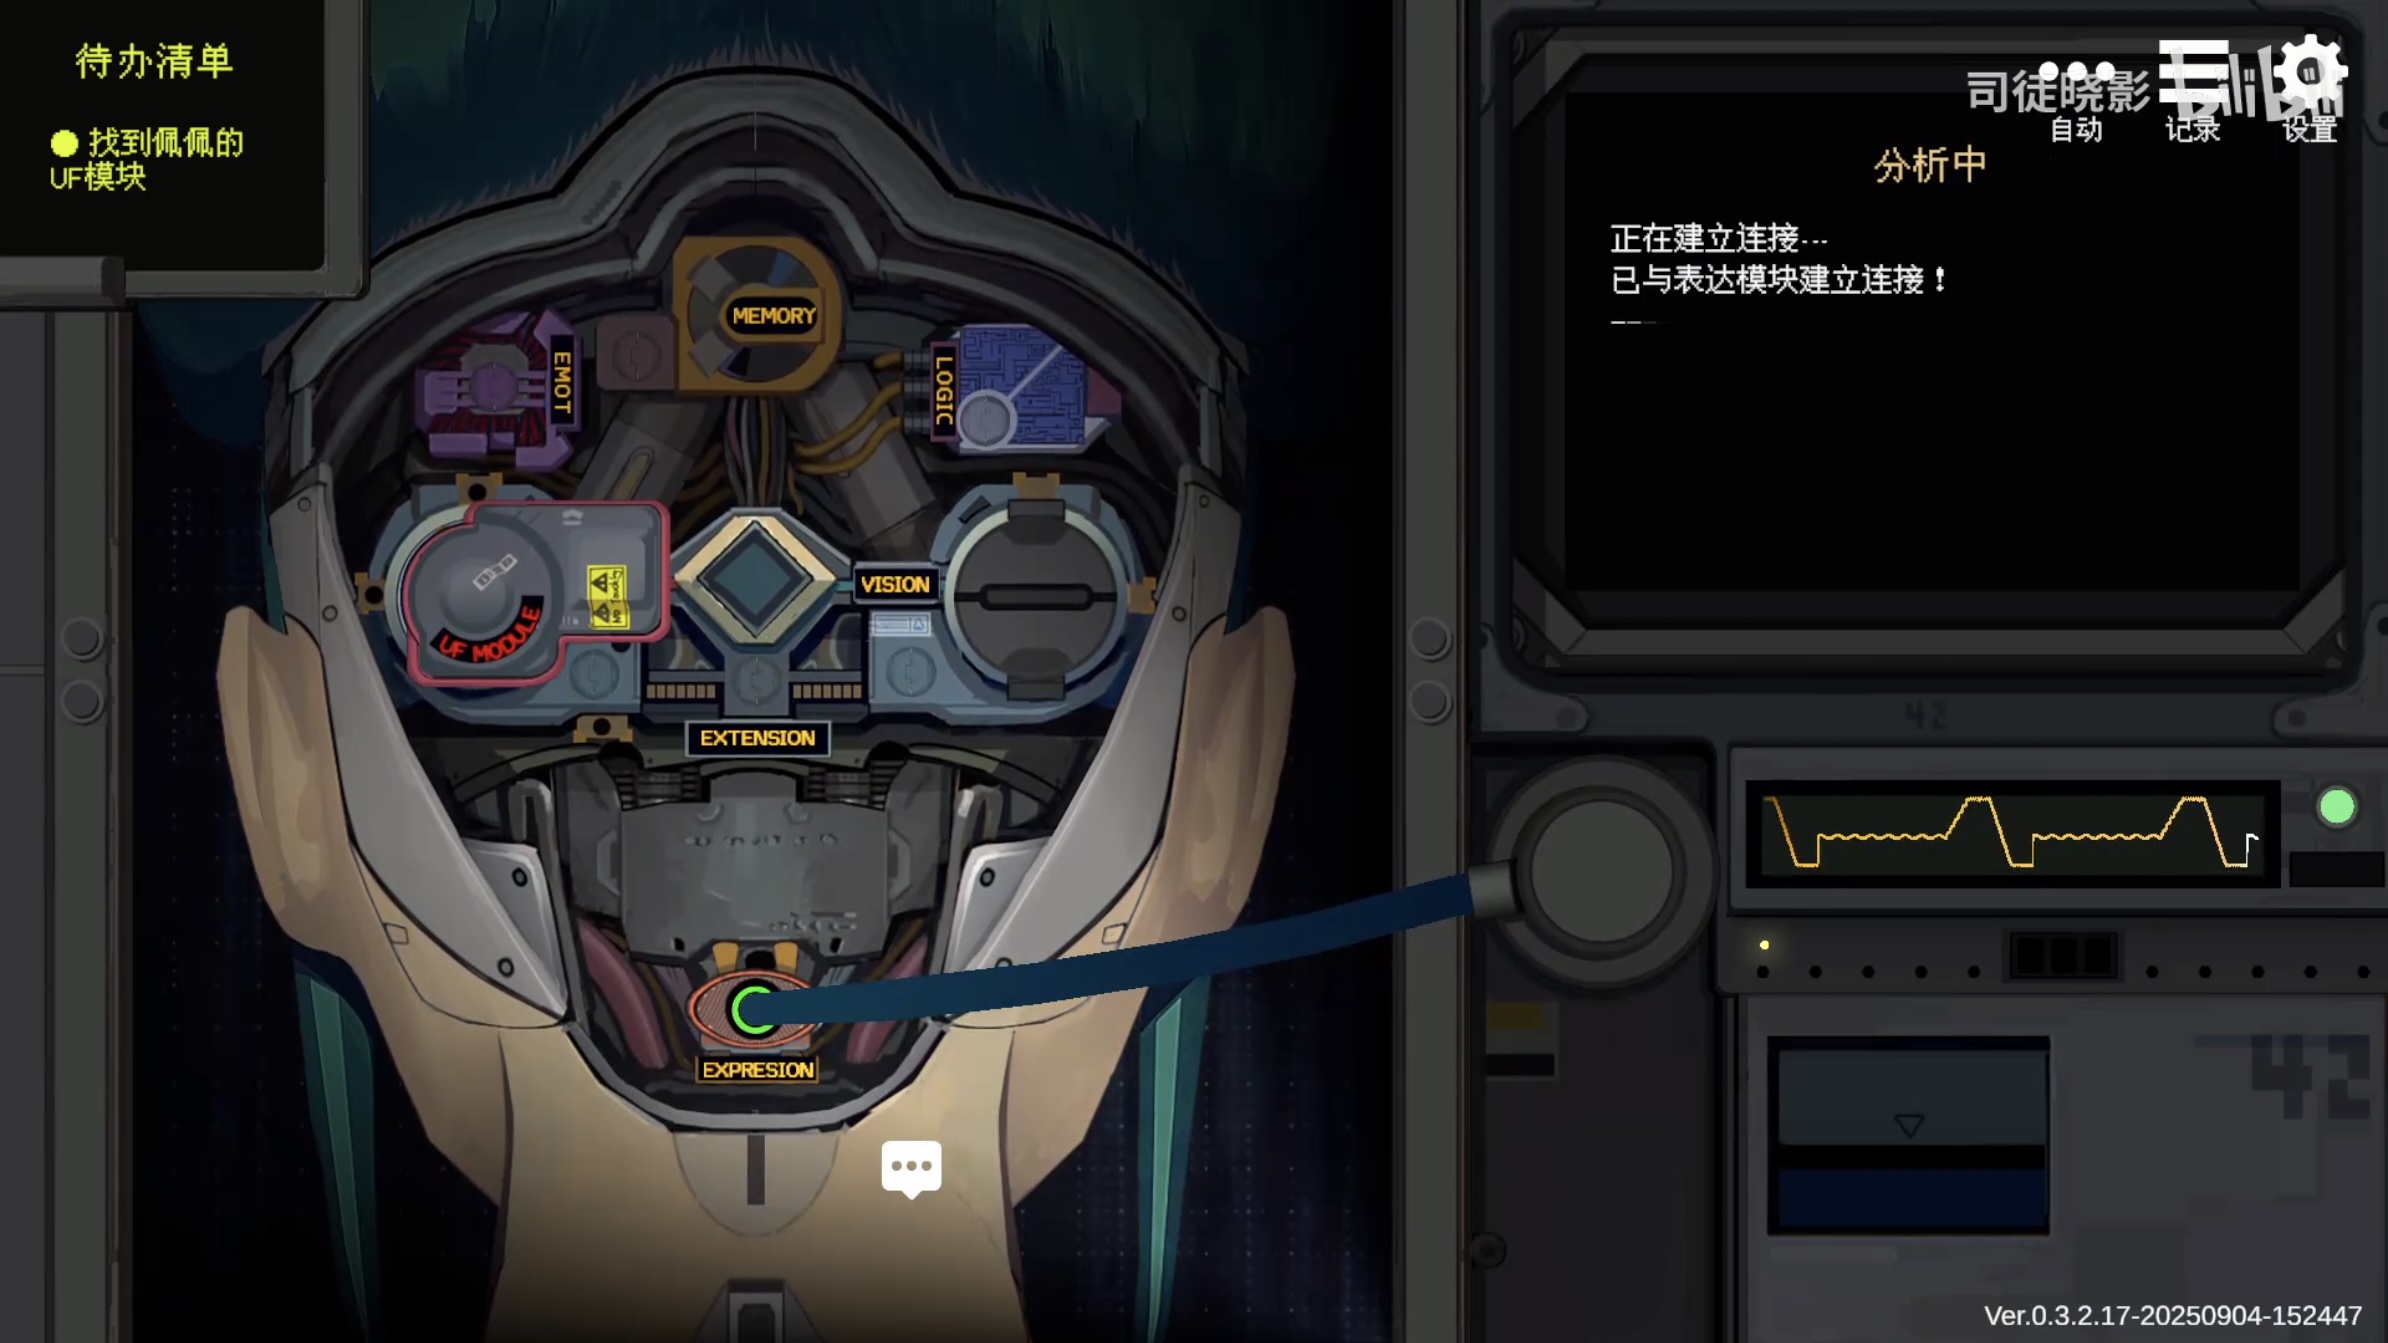 待办清单
找到佩佩的
UF模块
司徒晓影 bilibili
自动
记录
设置
分析中
正在建立连接···
已与表达模块建立连接！
MEMORY
EMOT
LOGIC
UF MODULE
VISION
EXTENSION
EXPRESION
42
42
Ver.0.3.2.17-20250904-152447